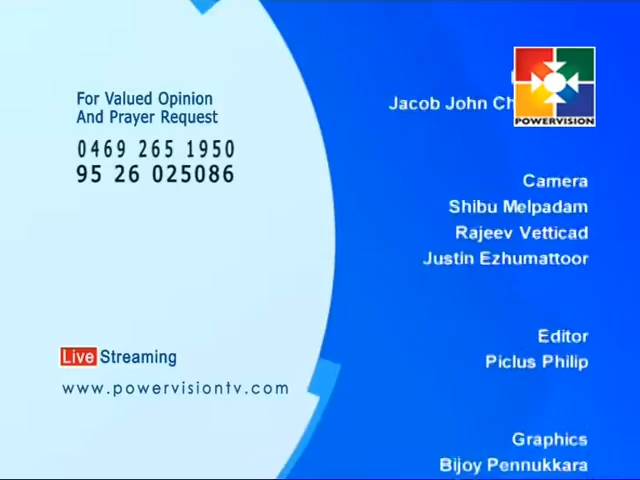 For Valued Opinion
And Prayer Request
0469 265 1950
95 26 025086
Live Streaming
www.powervisiontv.com
POWERVISION
Jacob John
Camera
Shibu Melpadam
Rajeev Vetticad
Justin Ezhumattoor
Editor
Piclus Philip
Graphics
Bijoy Pennukkara